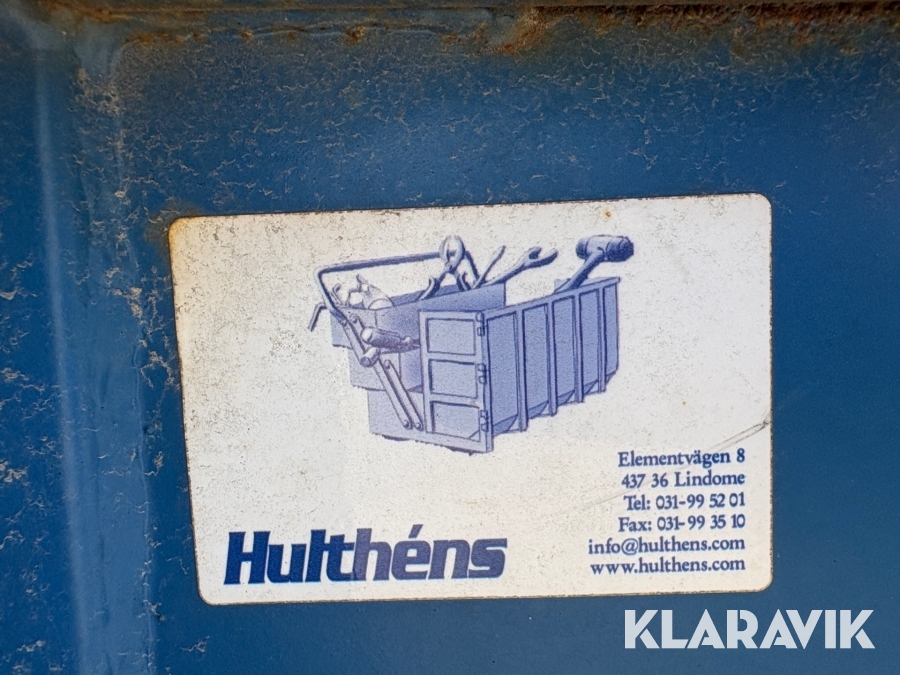 Elementvägen 8
437 36 Lindome
Tel: 031-99 52 01
Fax: 031-99 35 10
info@hulthens.com
www.hulthens.com
Hulthéns
KLARAVIK